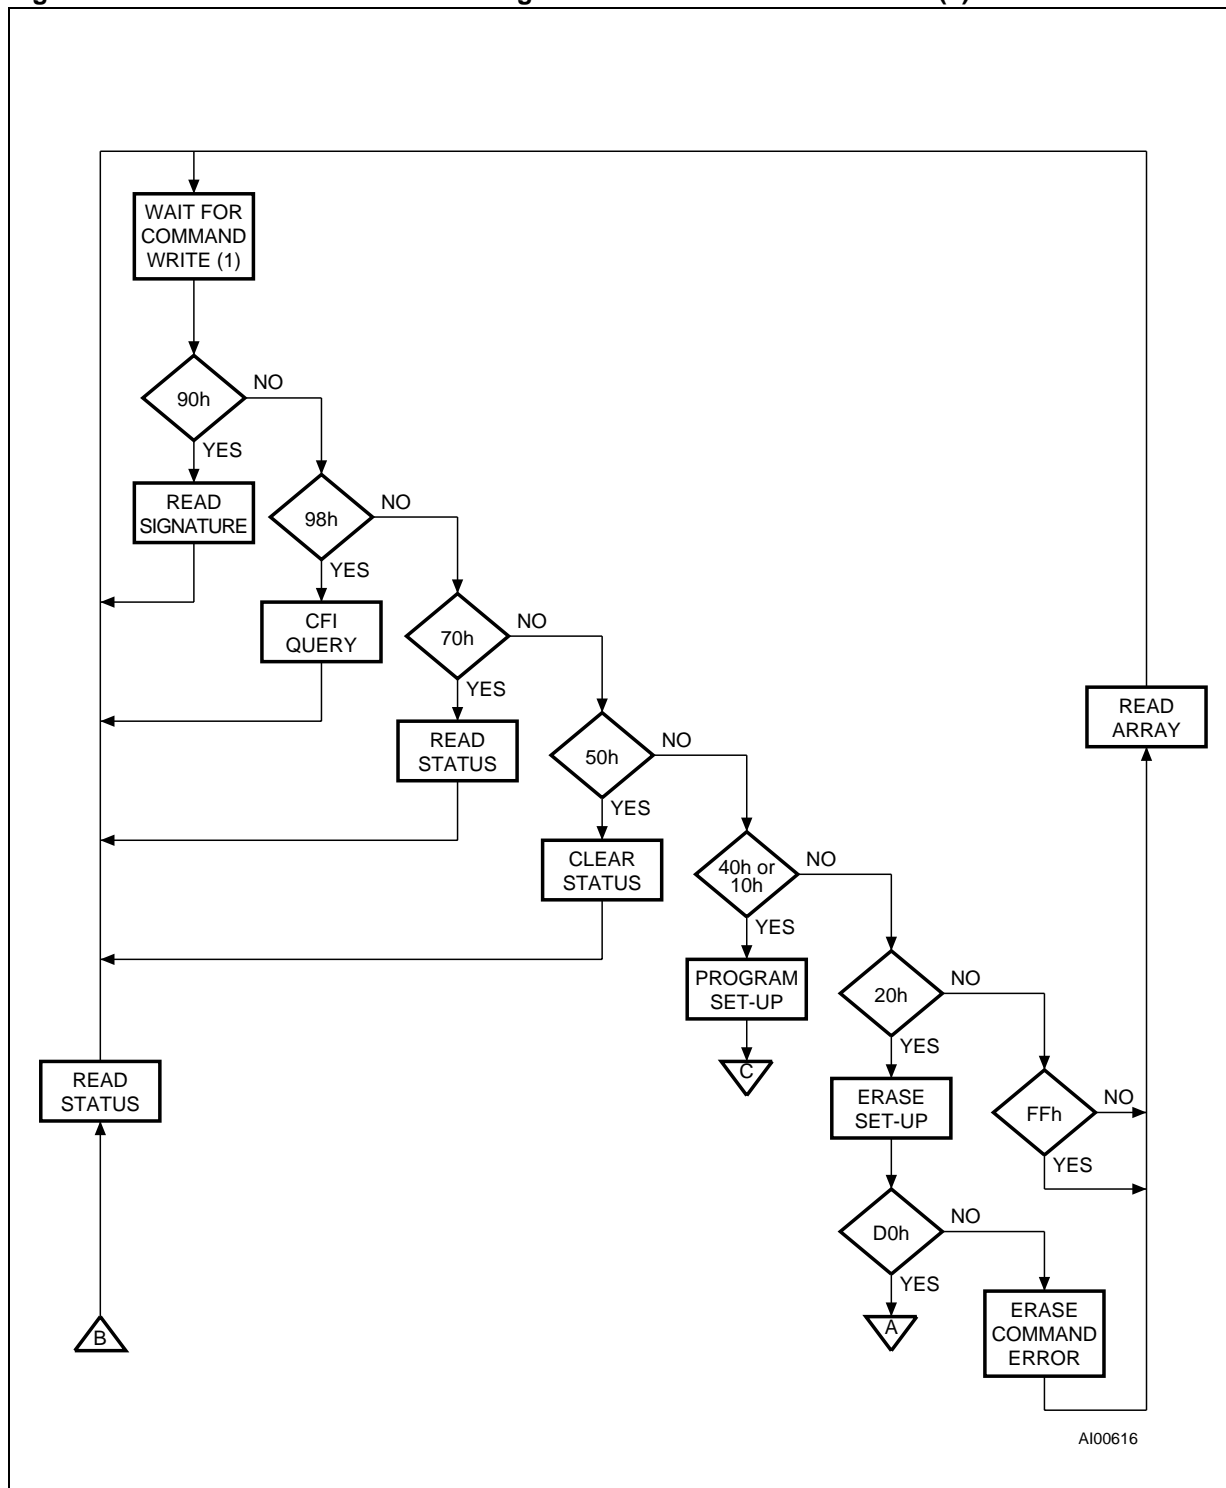 WAIT FOR
COMMAND
WRITE (1)
90h
NO
YES
READ
SIGNATURE
98h
NO
YES
CFI
QUERY
70h
NO
YES
READ
STATUS
50h
NO
YES
CLEAR
STATUS
READ
ARRAY
40h or
10h
NO
YES
PROGRAM
SET-UP
C
20h
NO
YES
ERASE
SET-UP
FFh
NO
YES
READ
STATUS
D0h
NO
YES
A
ERASE
COMMAND
ERROR
B
AI00616